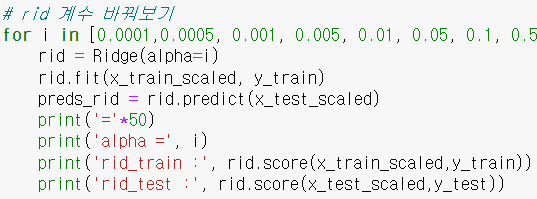 # rid 계수 바꿔보기
for i in [0.0001,0.0005, 0.001, 0.005, 0.01, 0.05, 0.1, 0.5
    rid = Ridge(alpha=i)
    rid.fit(x_train_scaled, y_train)
    preds_rid = rid.predict(x_test_scaled)
    print('='*50)
    print('alpha =', i)
    print('rid_train :', rid.score(x_train_scaled,y_train))
    print('rid_test :', rid.score(x_test_scaled,y_test))